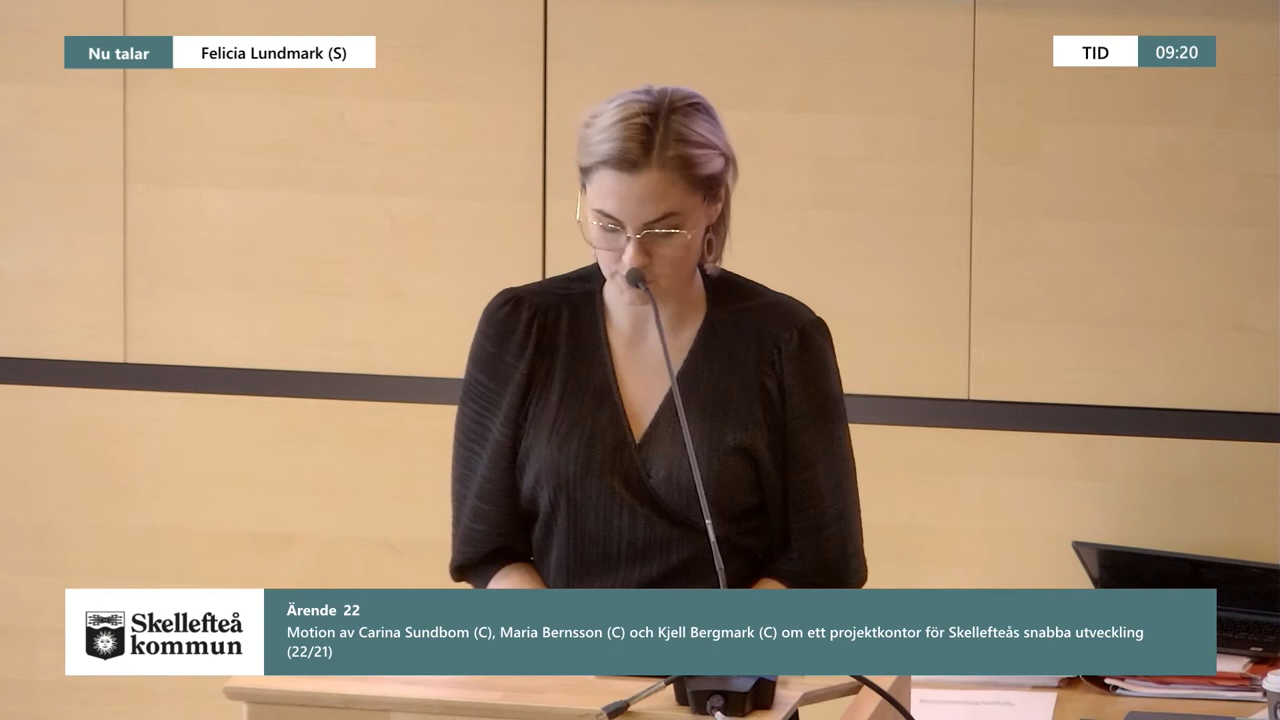 Nu talar Felicia Lundmark (S) TID 09:20
Skellefteå
kommun
Ärende 22
Motion av Carina Sundbom (C), Maria Bernsson (C) och Kjell Bergmark (C) om ett projektkontor för Skellefteås snabba utveckling
(22/21)